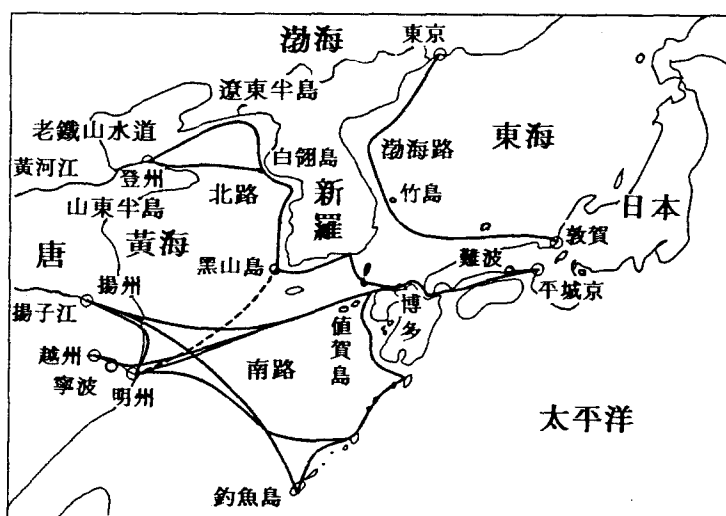 渤海
東京
遼東半島
老鐵山水道
東海
渤海路
白翎島
黃河江
登州
北路
新羅
竹島
山東半島
日本
唐
黃海
敦賀
黑山島
難波
揚州
平城京
揚子江
博多
値賀島
越州
南路
寧波
明州
太平洋
釣魚島